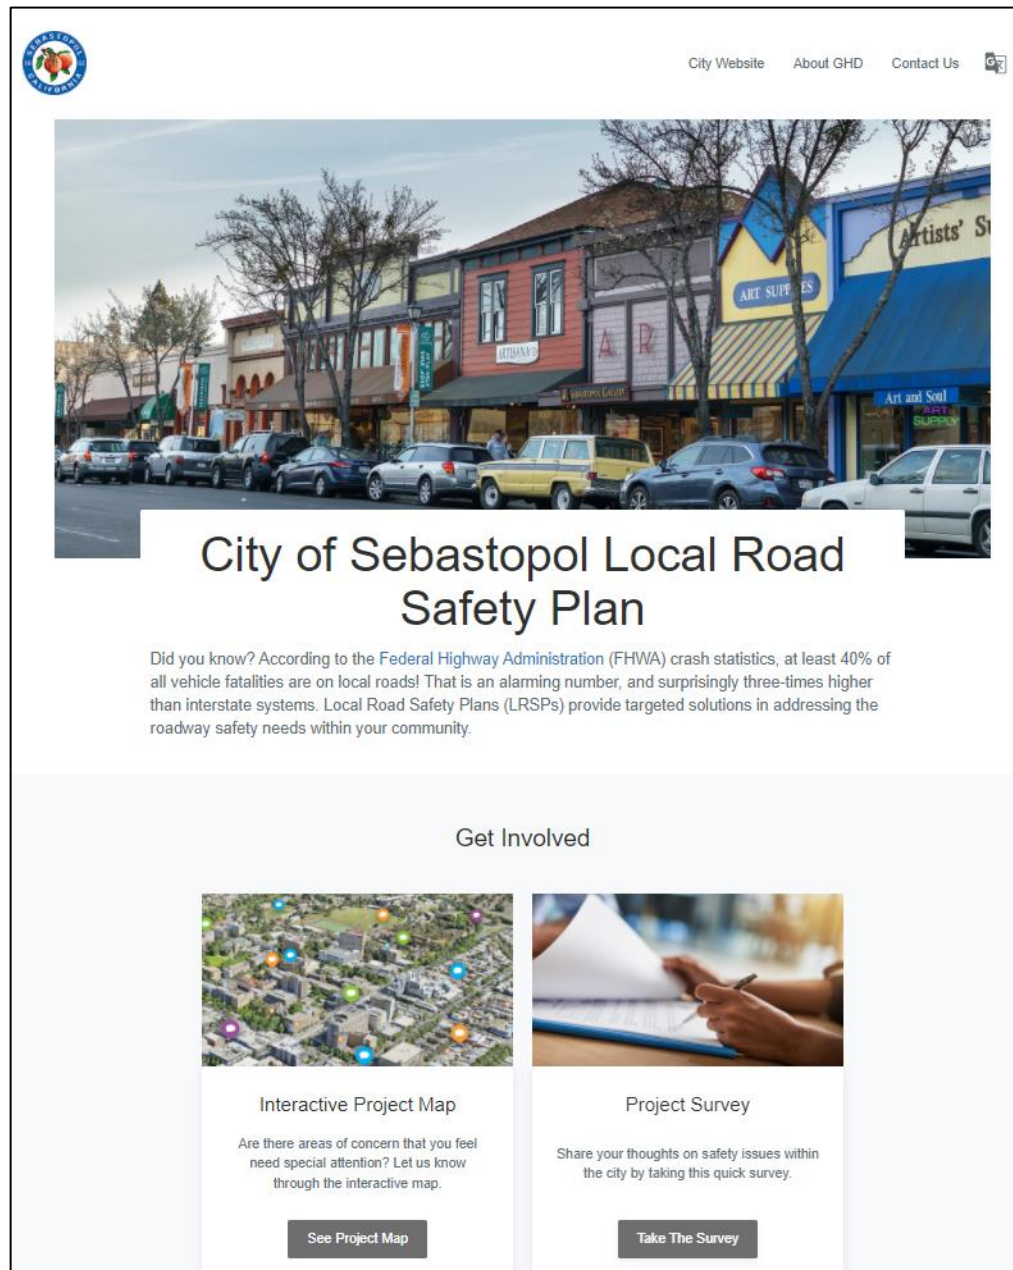 SEBASTOPOL
CALIFORNIA
City Website
About GHD
Contact Us
Artists'
ART SUPPLIES
ARTISANA
A R
SEBASTOPOL GALLERY
Art and Soul
ART
SUPPLY
City of Sebastopol Local Road
Safety Plan
Did you know? According to the Federal Highway Administration (FHWA) crash statistics, at least 40% of
all vehicle fatalities are on local roads! That is an alarming number, and surprisingly three-times higher
than interstate systems. Local Road Safety Plans (LRSPs) provide targeted solutions in addressing the
roadway safety needs within your community.
Get Involved
Interactive Project Map
Are there areas of concern that you feel
need special attention? Let us know
through the interactive map.
See Project Map
Project Survey
Share your thoughts on safety issues within
the city by taking this quick survey.
Take The Survey